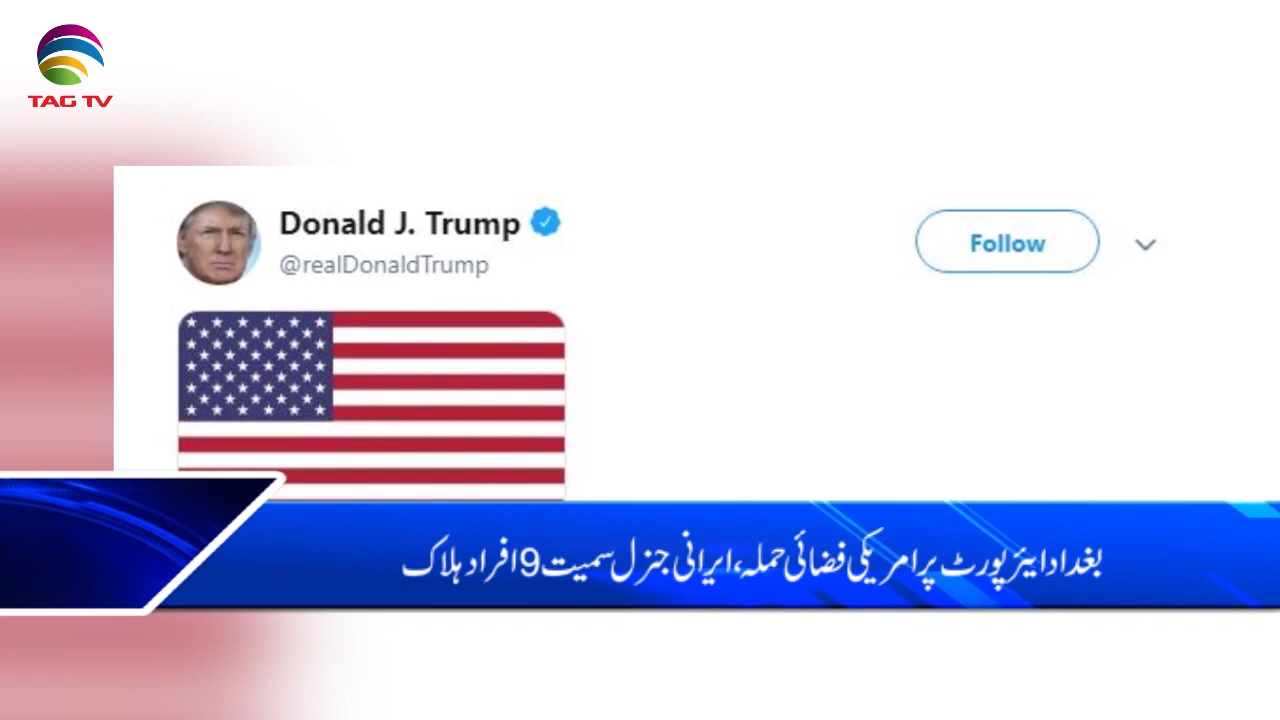 TAG TV
Donald J. Trump
@realDonaldTrump
Follow
بغداد ایئرپورٹ پر امریکی فضائی حملہ، ایرانی جنرل سمیت 9 افراد ہلاک